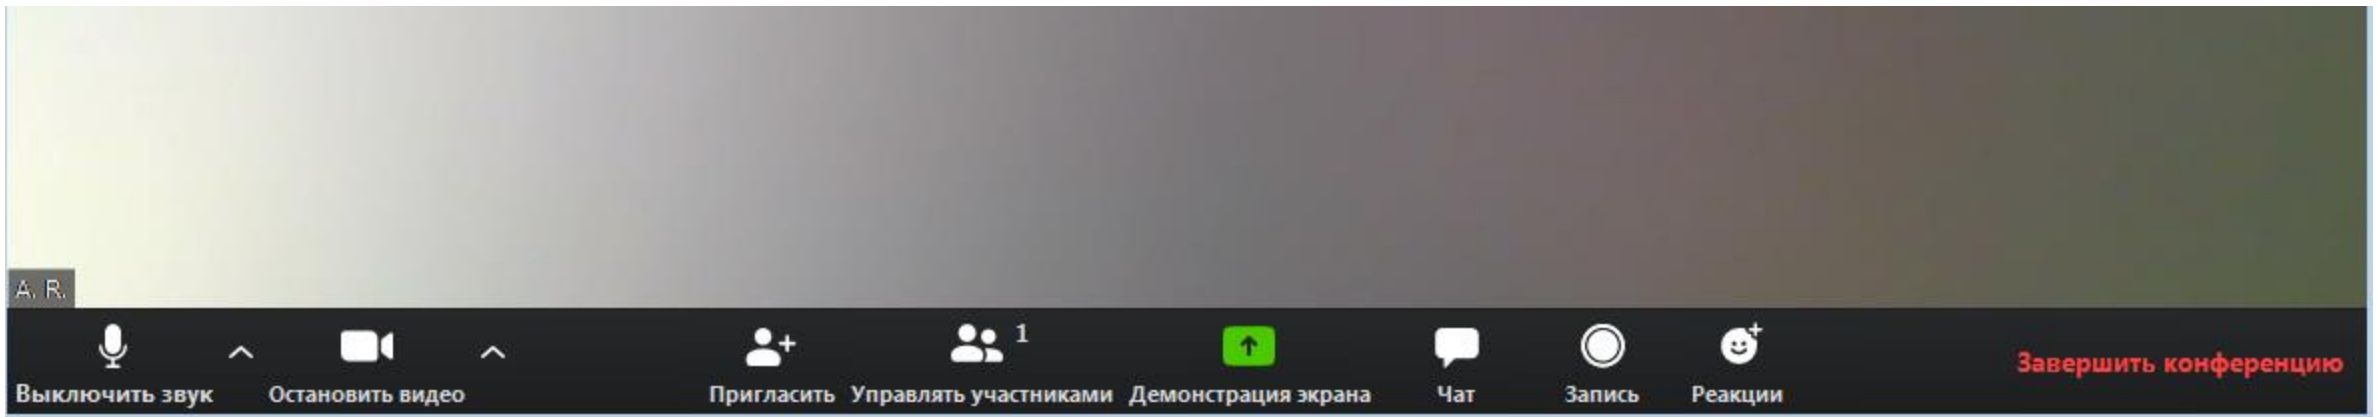 A. R.
1
Выключить звук
Остановить видео
Пригласить
Управлять участниками
Демонстрация экрана
Чат
Запись
Реакции
Завершить конференцию